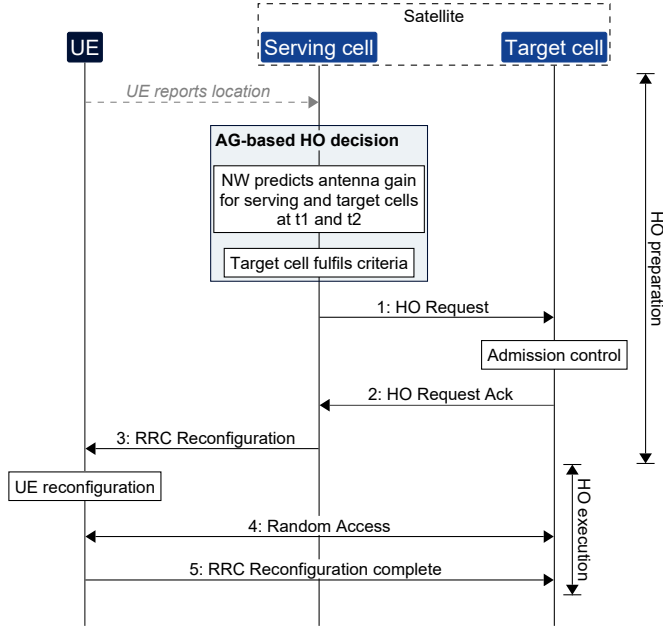 Satellite
UE
Serving cell
Target cell
UE reports location
AG-based HO decision
NW predicts antenna gain
for serving and target cells
at t1 and t2
Target cell fulfils criteria
HO preparation
1: HO Request
Admission control
2: HO Request Ack
3: RRC Reconfiguration
UE reconfiguration
HO execution
4: Random Access
5: RRC Reconfiguration complete